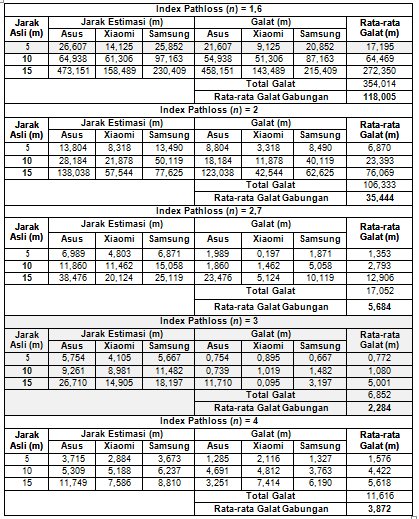 Index Pathloss (n) = 1,6
Jarak Asli (m) Jarak Estimasi (m) Galat (m) Rata-rata Galat (m)
Asus Xiaomi Samsung Asus Xiaomi Samsung
5 26,607 14,125 25,852 21,607 9,125 20,852 17,195
10 64,938 61,306 97,163 54,938 51,306 87,163 64,469
15 473,151 158,489 230,409 458,151 143,489 215,409 272,350
Total Galat 354,014
Rata-rata Galat Gabungan 118,005
Index Pathloss (n) = 2
Jarak Asli (m) Jarak Estimasi (m) Galat (m) Rata-rata Galat (m)
Asus Xiaomi Samsung Asus Xiaomi Samsung
5 13,804 8,318 13,490 8,804 3,318 8,490 6,870
10 28,184 21,878 50,119 18,184 11,878 40,119 23,393
15 138,038 57,544 77,625 123,038 42,544 62,625 76,069
Total Galat 106,333
Rata-rata Galat Gabungan 35,444
Index Pathloss (n) = 2,7
Jarak Asli (m) Jarak Estimasi (m) Galat (m) Rata-rata Galat (m)
Asus Xiaomi Samsung Asus Xiaomi Samsung
5 6,989 4,803 6,871 1,989 0,197 1,871 1,353
10 11,860 11,462 15,058 1,860 1,462 5,058 2,793
15 38,476 20,124 25,119 23,476 5,124 10,119 12,906
Total Galat 17,052
Rata-rata Galat Gabungan 5,684
Index Pathloss (n) = 3
Jarak Asli (m) Jarak Estimasi (m) Galat (m) Rata-rata Galat (m)
Asus Xiaomi Samsung Asus Xiaomi Samsung
5 5,754 4,105 5,667 0,754 0,895 0,667 0,772
10 9,261 8,981 11,482 0,739 1,019 1,482 1,080
15 26,710 14,905 18,197 11,710 0,095 3,197 5,001
Total Galat 6,852
Rata-rata Galat Gabungan 2,284
Index Pathloss (n) = 4
Jarak Asli (m) Jarak Estimasi (m) Galat (m) Rata-rata Galat (m)
Asus Xiaomi Samsung Asus Xiaomi Samsung
5 3,715 2,884 3,673 1,285 2,116 1,327 1,576
10 5,309 5,188 6,237 4,691 4,812 3,763 4,422
15 11,749 7,586 8,810 3,251 7,414 6,190 5,618
Total Galat 11,616
Rata-rata Galat Gabungan 3,872